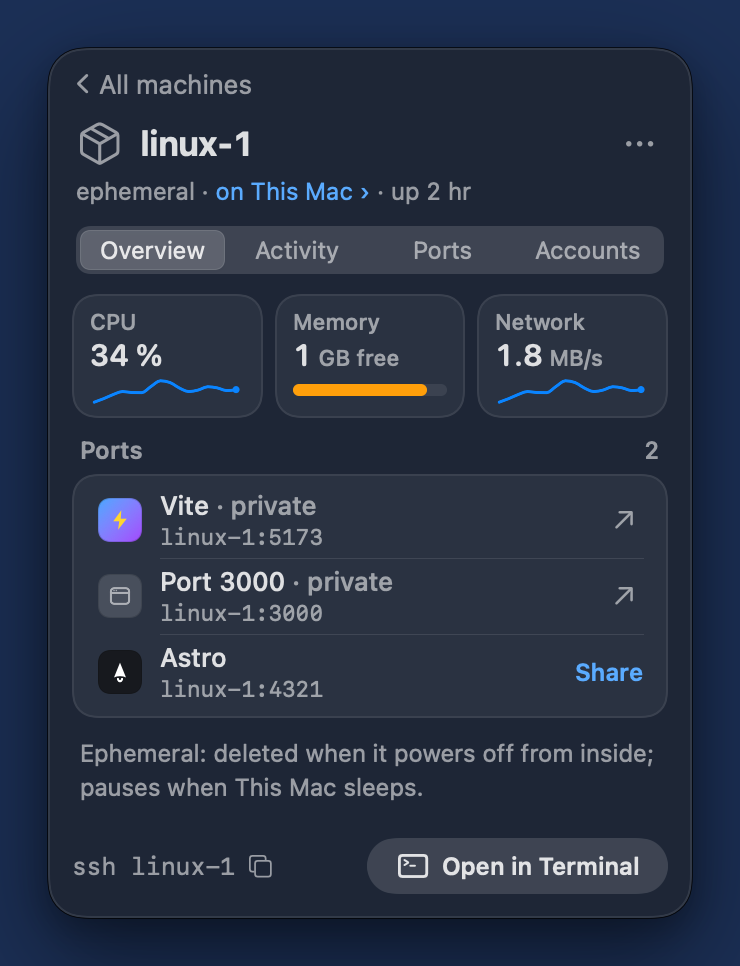 All machines
linux-1
ephemeral · on This Mac › · up 2 hr
Overview Activity Ports Accounts
CPU Memory Network
34 % 1 GB free 1.8 MB/s
Ports 2
Vite · private
linux-1:5173
Port 3000 · private
linux-1:3000
Astro
linux-1:4321
Share
Ephemeral: deleted when it powers off from inside;
pauses when This Mac sleeps.
ssh linux-1 Open in Terminal